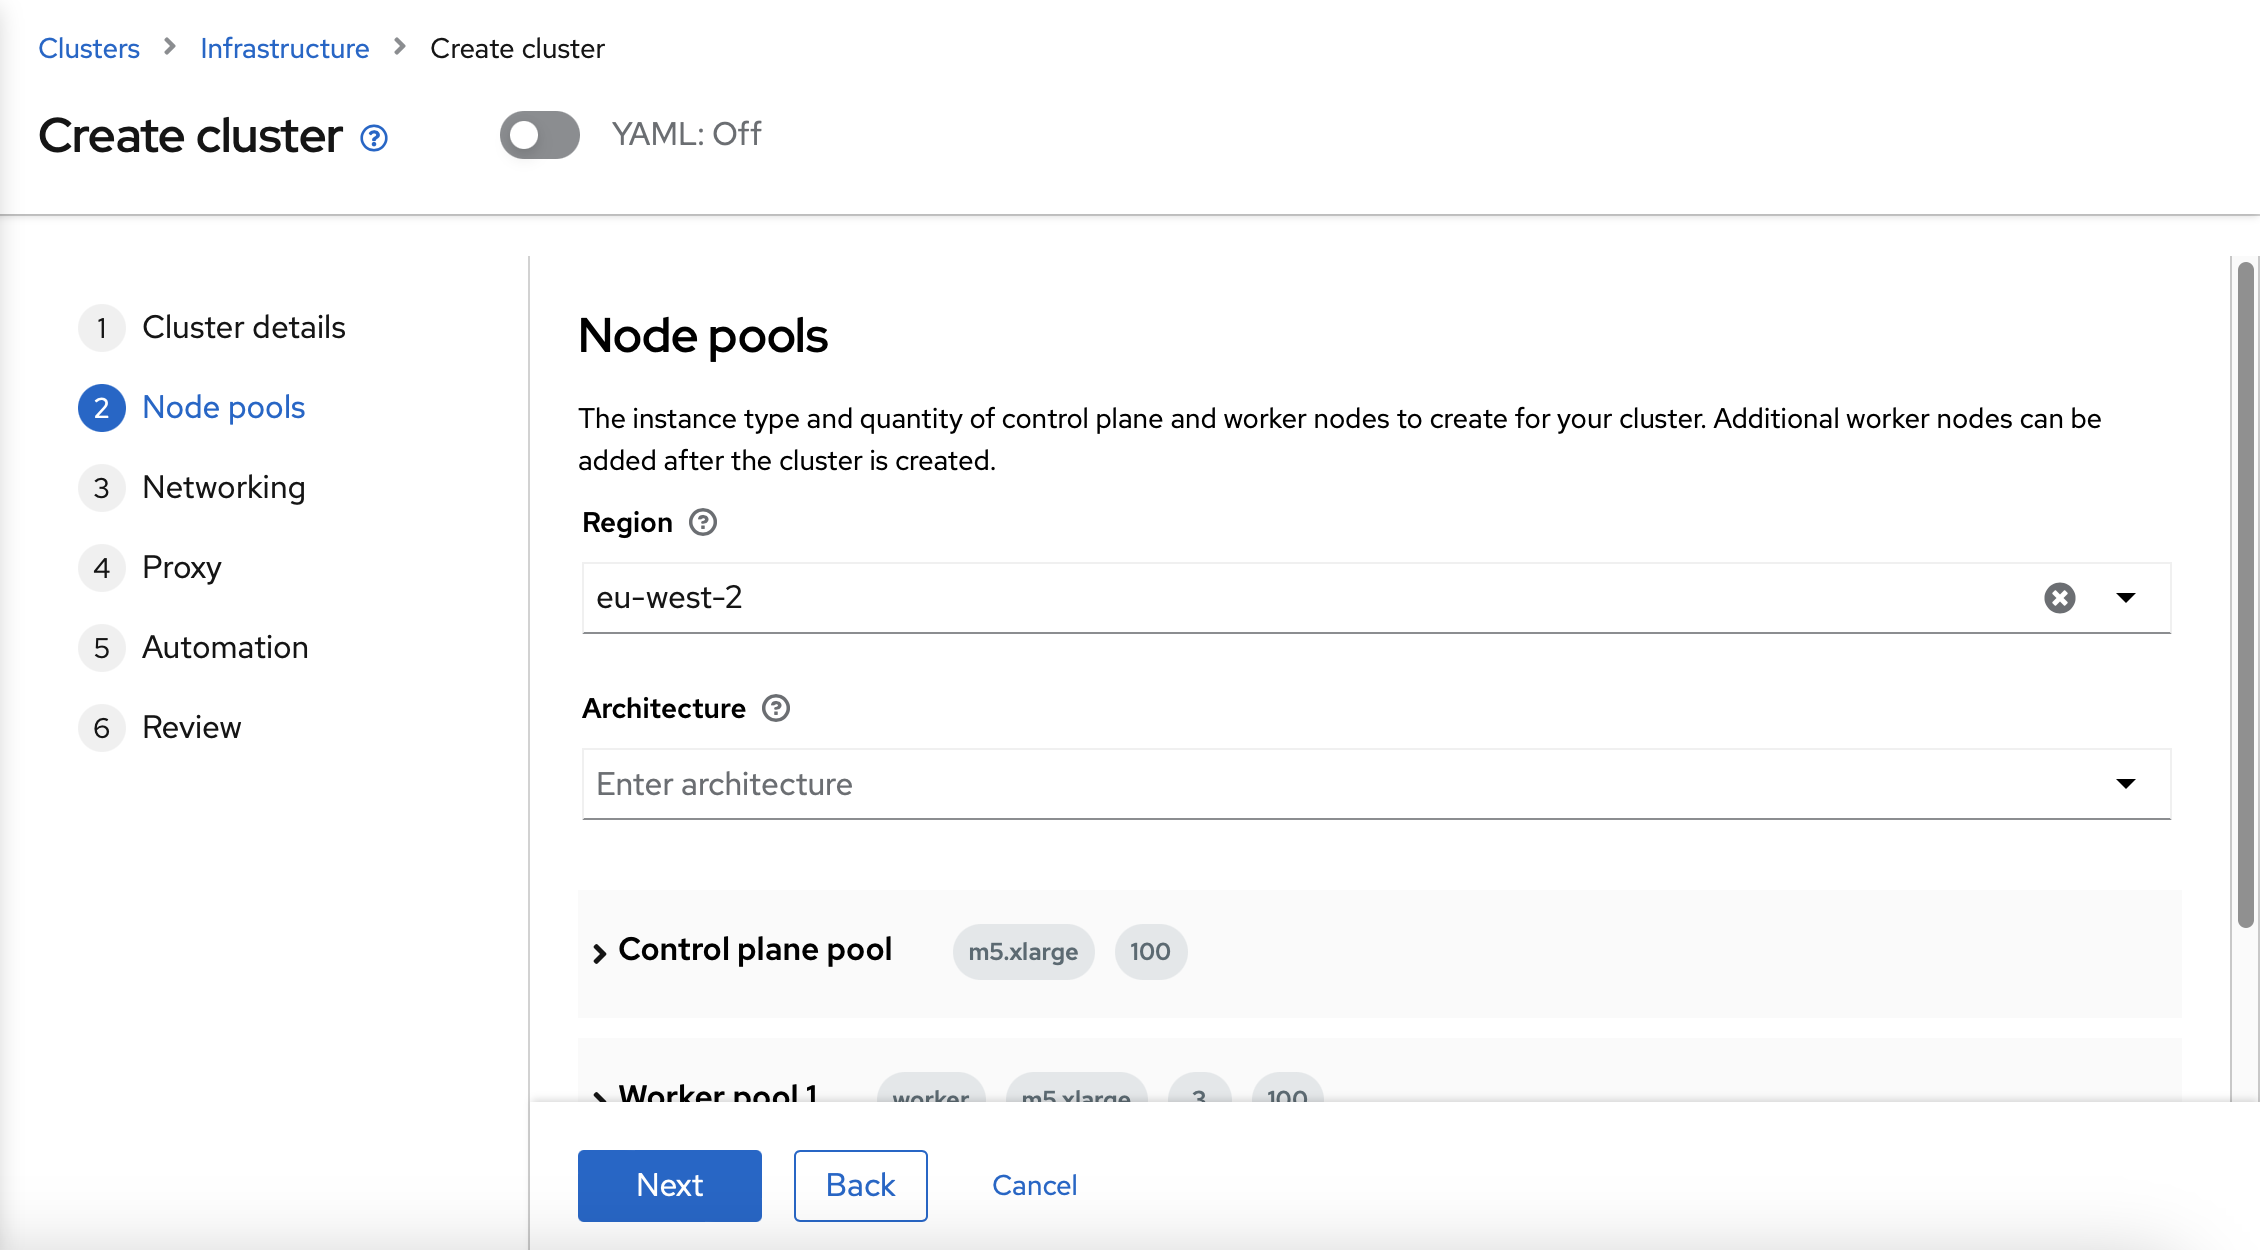 Clusters > Infrastructure > Create cluster
Create cluster
YAML: Off
1 Cluster details
2 Node pools
3 Networking
4 Proxy
5 Automation
6 Review
Node pools
The instance type and quantity of control plane and worker nodes to create for your cluster. Additional worker nodes can be
added after the cluster is created.
Region
eu-west-2
Architecture
Enter architecture
Control plane pool m5.xlarge 100
Worker pool 1 worker m5.xlarge 3 100
Next Back Cancel